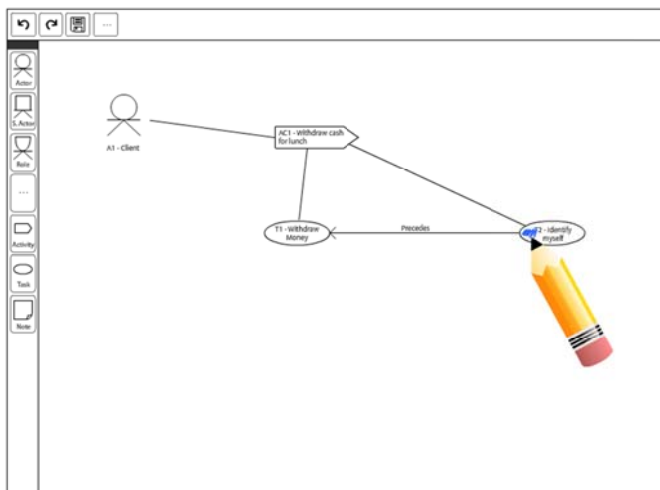 ...
Actor
S. Actor
Role
...
Activity
Task
Note
A1 - Client
AC1 - Withdraw cash
for lunch
T1 - Withdraw
Money
Precedes
- Identify
myself